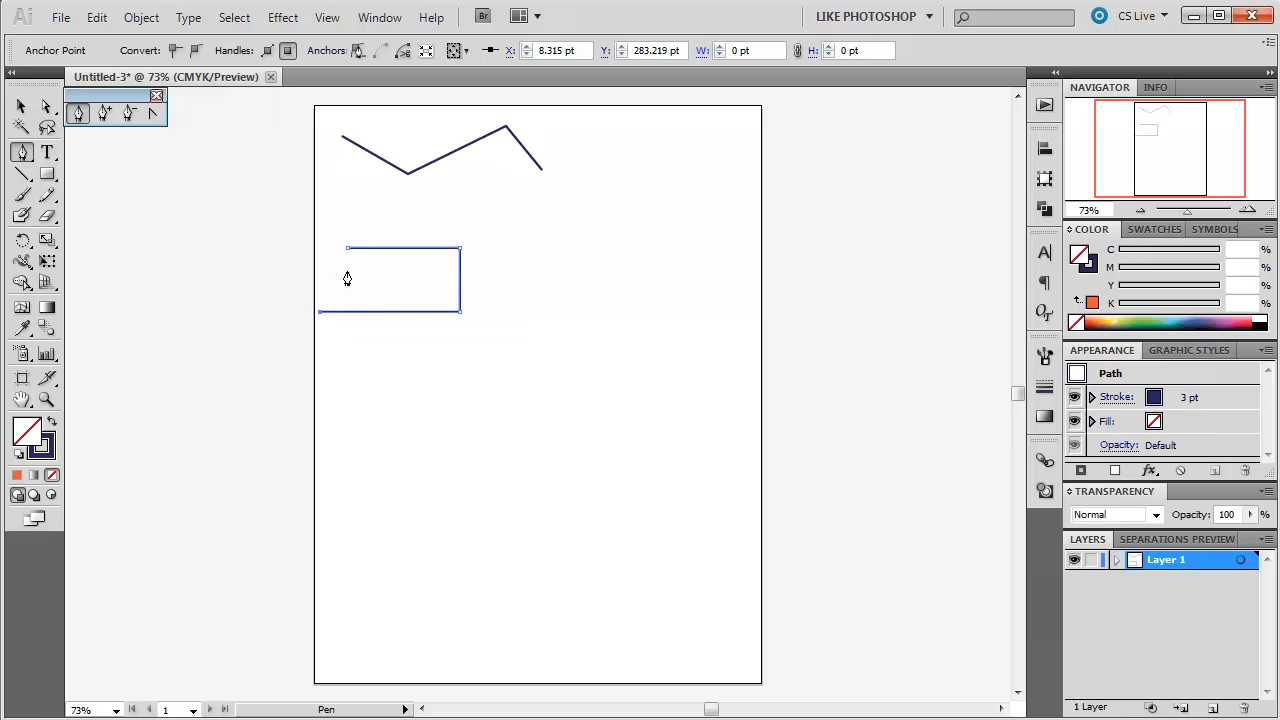 Ai File Edit Object Type Select Effect View Window Help Br LIKE PHOTOSHOP CS Live
Anchor Point Convert: Handles: Anchors: X: 8.315 pt Y: 283.219 pt W: 0 pt H: 0 pt
Untitled-3* @ 73% (CMYK/Preview)
NAVIGATOR INFO
73%
COLOR SWATCHES SYMBOLS
C %
M %
Y %
K %
APPEARANCE GRAPHIC STYLES
Path
Stroke: 3 pt
Fill:
Opacity: Default
fx
TRANSPARENCY
Normal Opacity: 100 %
LAYERS SEPARATIONS PREVIEW
Layer 1
1 Layer
73% 1 Pen